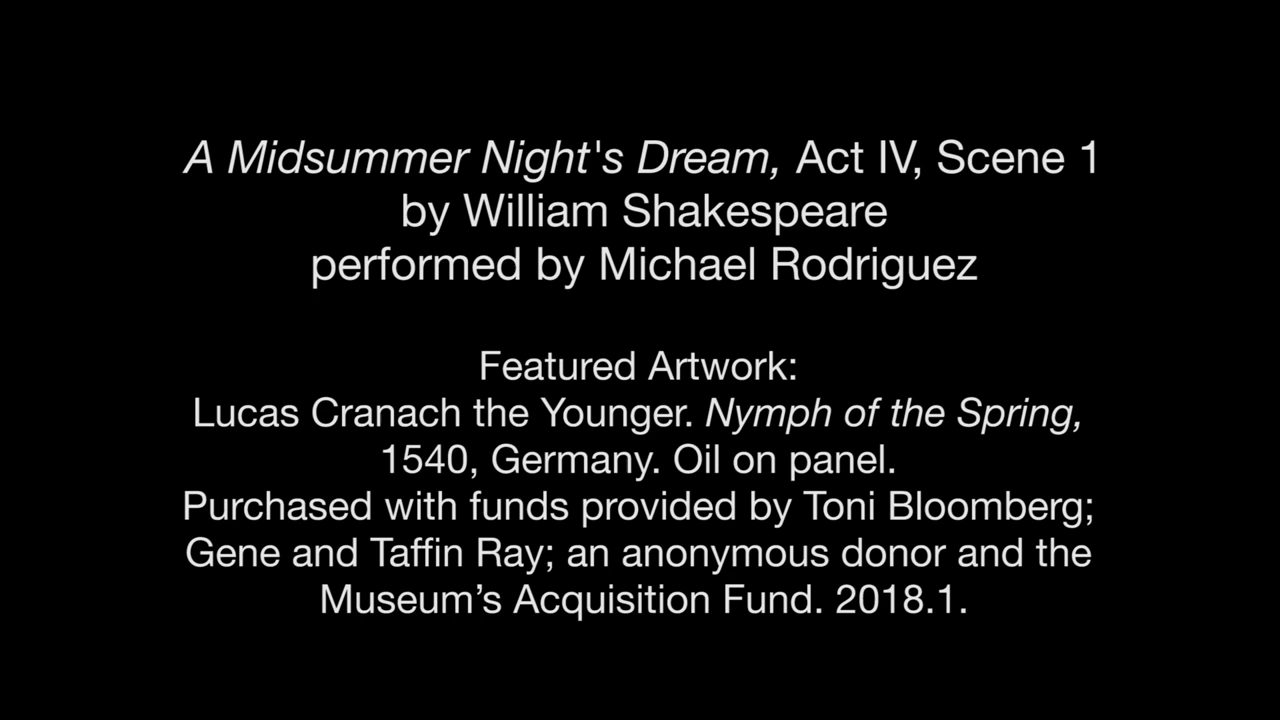 A Midsummer Night's Dream, Act IV, Scene 1
by William Shakespeare
performed by Michael Rodriguez
Featured Artwork:
Lucas Cranach the Younger. Nymph of the Spring,
1540, Germany. Oil on panel.
Purchased with funds provided by Toni Bloomberg;
Gene and Taffin Ray; an anonymous donor and the
Museum’s Acquisition Fund. 2018.1.